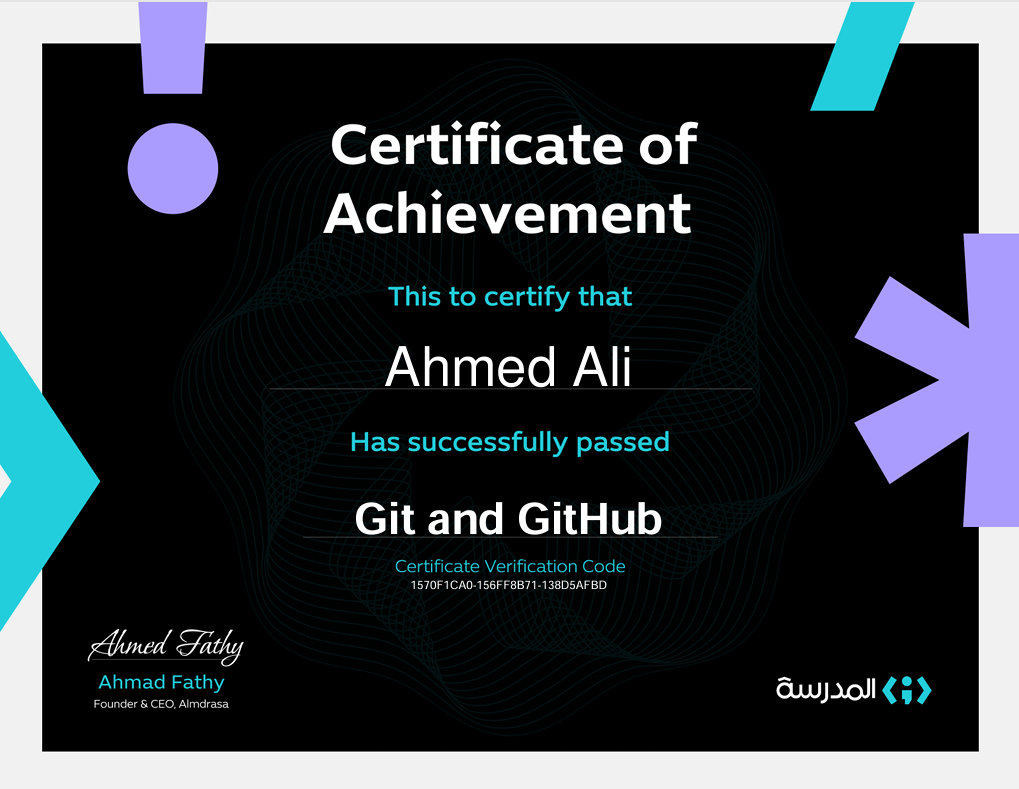 Certificate of
Achievement
This to certify that
Ahmed Ali
Has successfully passed
Git and GitHub
Certificate Verification Code
1570F1CA0-156FF8B71-138D5AFBD
Ahmed Fathy
Ahmad Fathy
Founder & CEO, Almdrasa
المدرسة